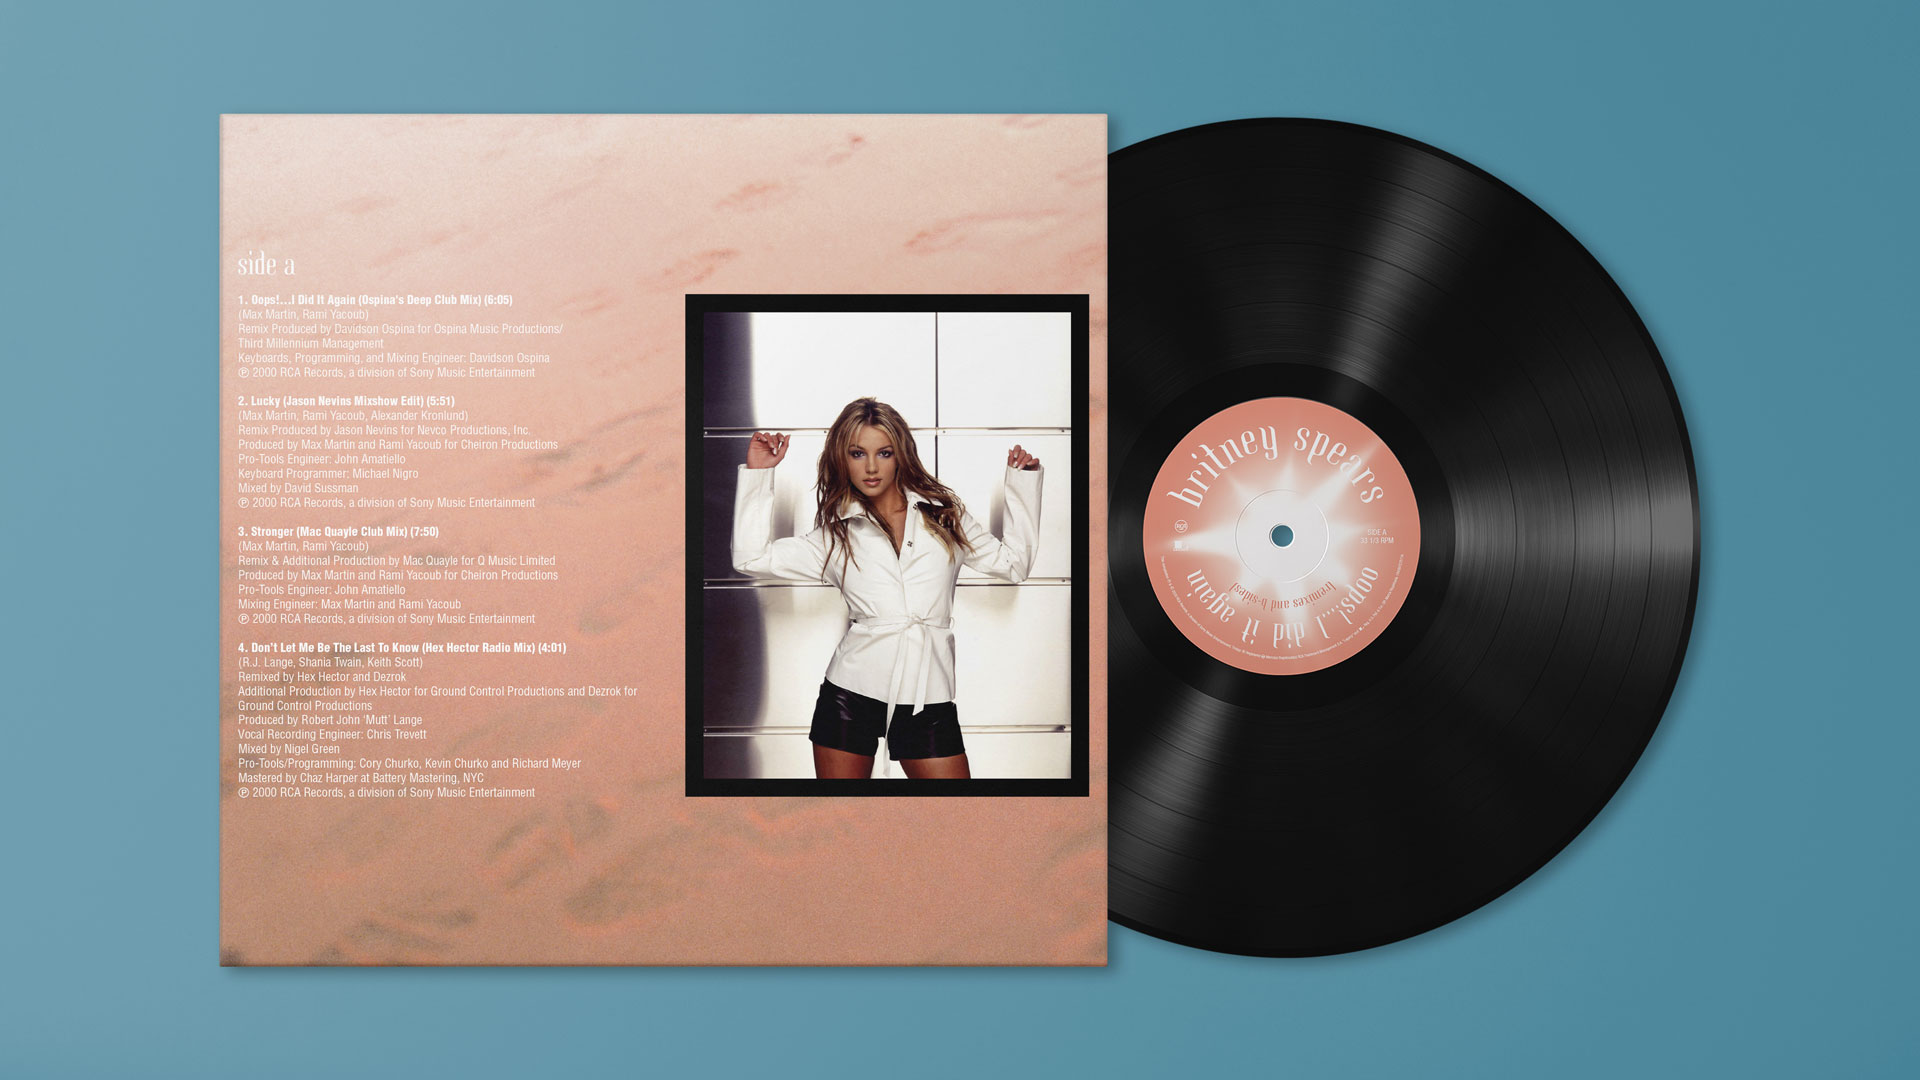 side a
1. Oops!...I Did It Again (Ospina's Deep Club Mix) (6:05)
(Max Martin, Rami Yacoub)
Remix Produced by Davidson Ospina for Ospina Music Productions/
Third Millennium Management
Keyboards, Programming, and Mixing Engineer: Davidson Ospina
℗ 2000 RCA Records, a division of Sony Music Entertainment
2. Lucky (Jason Nevins Mixshow Edit) (5:51)
(Max Martin, Rami Yacoub, Alexander Kronlund)
Remix Produced by Jason Nevins for Nevco Productions, Inc.
Produced by Max Martin and Rami Yacoub for Cheiron Productions
Pro-Tools Engineer: John Amatiello
Keyboard Programmer; Michael Nigro
Mixed by David Sussman
℗ 2000 RCA Records, a division of Sony Music Entertainment
3. Stronger (Mac Quayle Club Mix) (7:50)
(Max Martin, Rami Yacoub)
Remix & Additional Production by Mac Quayle for Q Music Limited
Produced by Max Martin and Rami Yacoub for Cheiron Productions
Pro-Tools Engineer: John Amatiello
Mixing Engineer: Max Martin and Rami Yacoub
℗ 2000 RCA Records, a division of Sony Music Entertainment
4. Don't Let Me Be The Last To Know (Hex Hector Radio Mix) (4:01)
(R.J. Lange, Shania Twain, Keith Scott)
Remixed by Hex Hector and Dezrok
Additional Production by Hex Hector for Ground Control Productions and Dezrok for
Ground Control Productions
Produced by Robert John 'Mutt' Lange
Vocal Recording Engineer: Chris Trevett
Mixed by Nigel Green
Pro-Tools/Programming: Cory Churko, Kevin Churko and Richard Meyer
Mastered by Chaz Harper at Battery Mastering, NYC
℗ 2000 RCA Records, a division of Sony Music Entertainment
britney spears
RCA
SIDE A
33 1/3 RPM
[remixes and b-sides]
oops!...I did it again